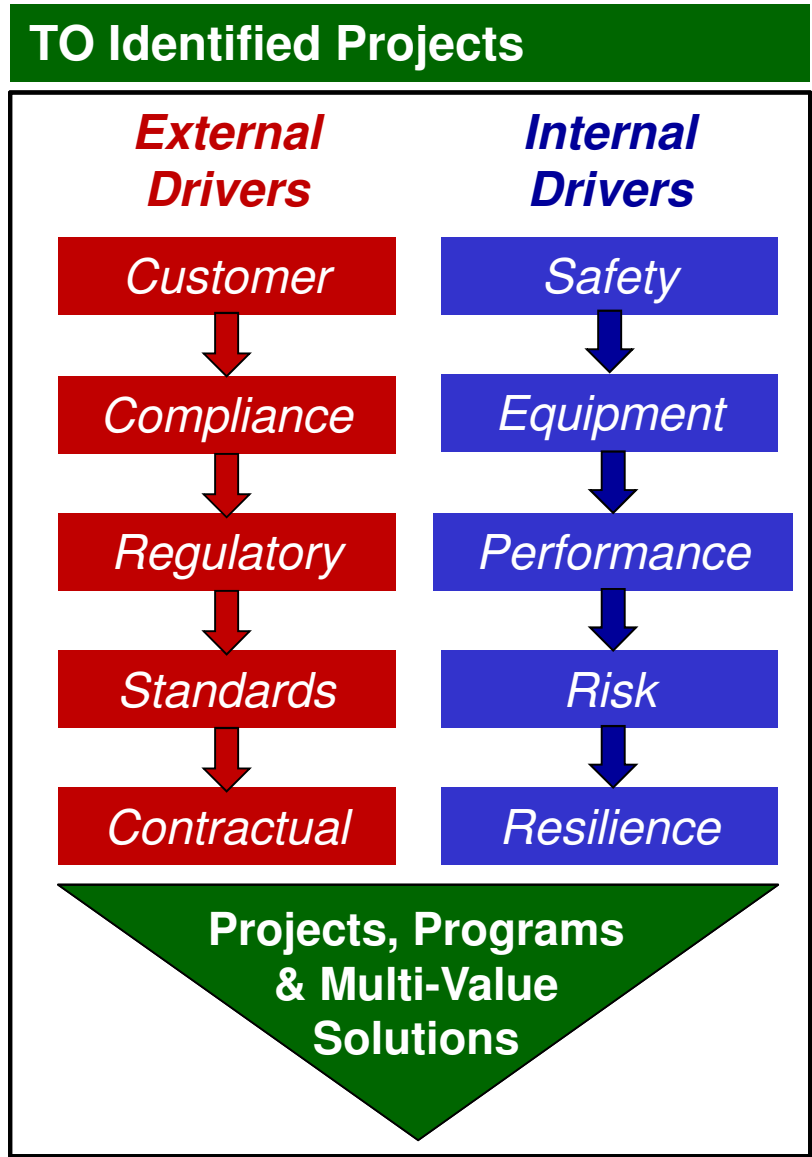 TO Identified Projects
External
Drivers
Customer
Compliance
Regulatory
Standards
Contractual
Internal
Drivers
Safety
Equipment
Performance
Risk
Resilience
Projects, Programs
& Multi-Value
Solutions